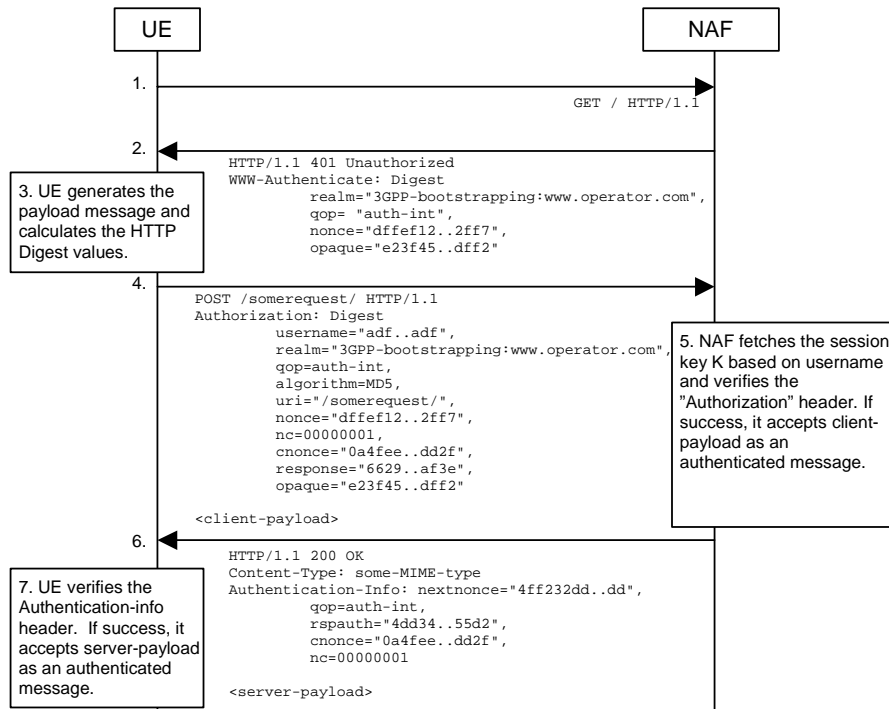 UE
NAF
1.
GET / HTTP/1.1
2.
HTTP/1.1 401 Unauthorized
WWW-Authenticate: Digest
realm="3GPP-bootstrapping:www.operator.com",
qop= "auth-int",
nonce="dffef12..2ff7",
opaque="e23f45..dff2"
3. UE generates the
payload message and
calculates the HTTP
Digest values.
4.
POST /somerequest/ HTTP/1.1
Authorization: Digest
username="adf..adf",
realm="3GPP-bootstrapping:www.operator.com",
qop=auth-int,
algorithm=MD5,
uri="/somerequest/",
nonce="dffef12..2ff7",
nc=00000001,
cnonce="0a4fee..dd2f",
response="6629..af3e",
opaque="e23f45..dff2"
<client-payload>
5. NAF fetches the session
key K based on username
and verifies the
”Authorization” header. If
success, it accepts client-
payload as an
authenticated message.
6.
HTTP/1.1 200 OK
Content-Type: some-MIME-type
Authentication-Info: nextnonce="4ff232dd..dd",
qop=auth-int,
rspauth="4dd34..55d2",
cnonce="0a4fee..dd2f",
nc=00000001
<server-payload>
7. UE verifies the
Authentication-info
header.  If success, it
accepts server-payload
as an authenticated
message.